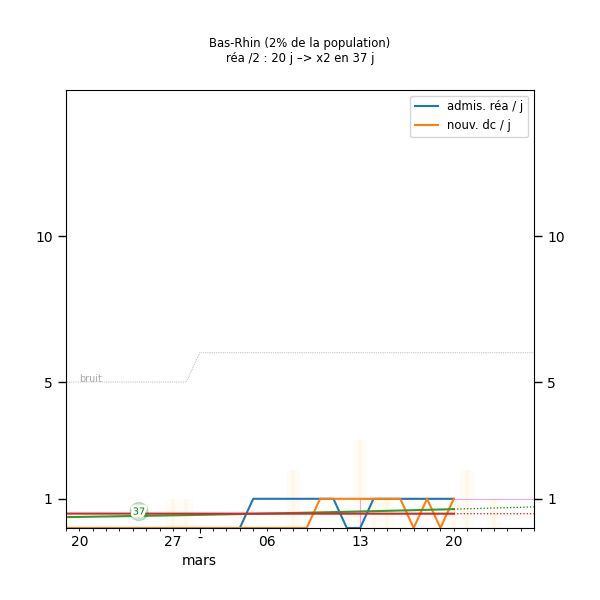 Bas-Rhin (2% de la population)
réa /2 : 20 j –> x2 en 37 j
admis. réa / j
nouv. dc / j
10
10
bruit
5
5
37
1
1
20
27
-
06
13
20
mars